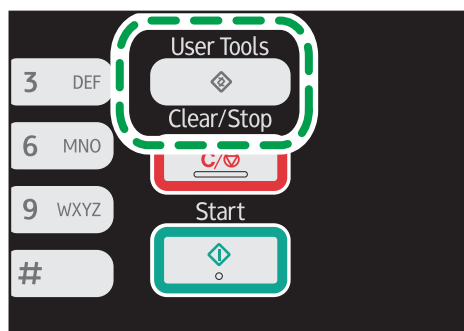 User Tools
3 DEF
Clear/Stop
6 MNO
C/
9 WXYZ
Start
#